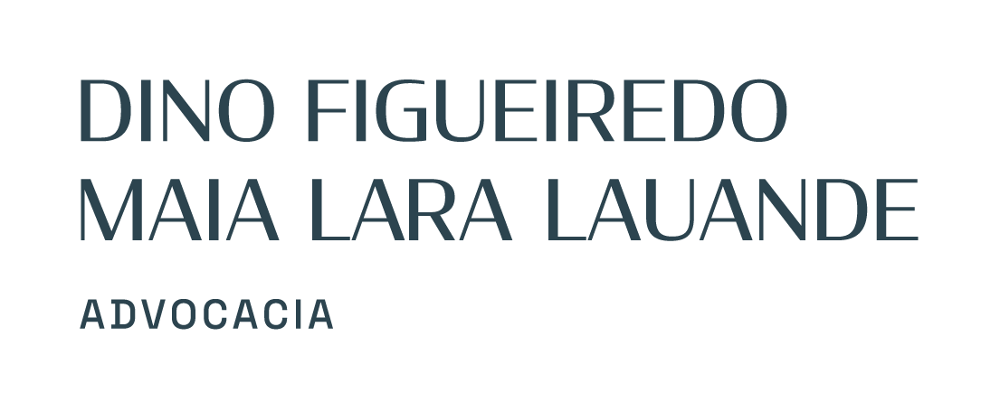 DINO FIGUEIREDO
MAIA LARA LAUANDE
ADVOCACIA